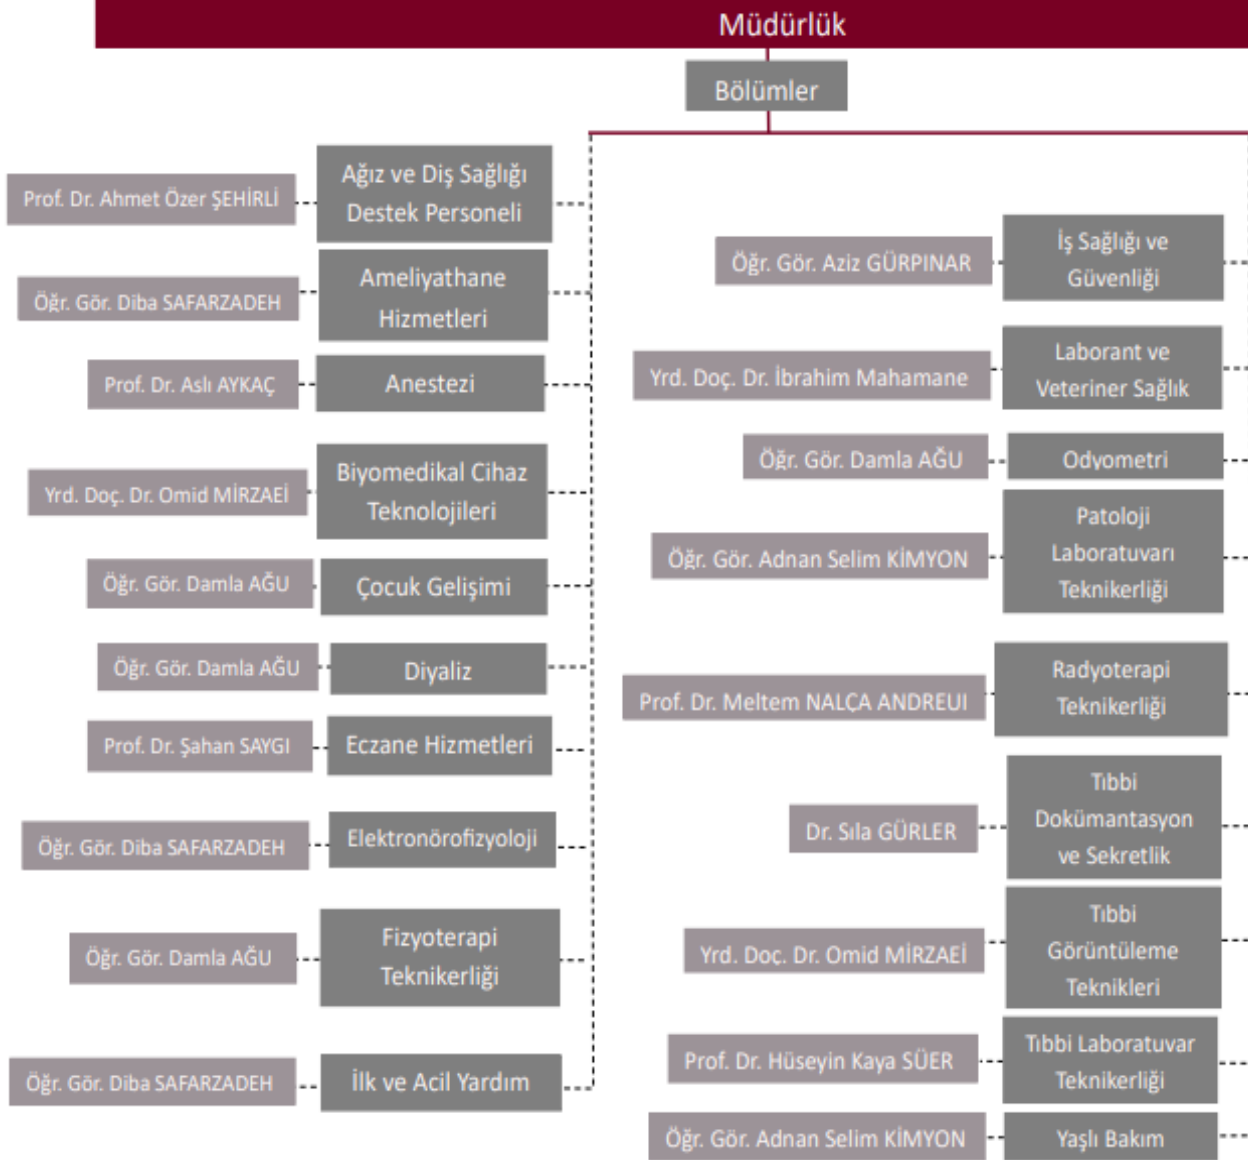 Müdürlük
Bölümler
Prof. Dr. Ahmet Özer ŞEHİRLİ
Ağız ve Diş Sağlığı
Destek Personeli
Öğr. Gör. Diba SAFARZADEH
Ameliyathane
Hizmetleri
Prof. Dr. Aslı AYKAÇ
Anestezi
Yrd. Doç. Dr. Omid MİRZAEİ
Biyomedikal Cihaz
Teknolojileri
Öğr. Gör. Damla AĞU
Çocuk Gelişimi
Öğr. Gör. Damla AĞU
Diyaliz
Prof. Dr. Şahan SAYGI
Eczane Hizmetleri
Öğr. Gör. Diba SAFARZADEH
Elektronörofizyoloji
Öğr. Gör. Damla AĞU
Fizyoterapi
Teknikerliği
Öğr. Gör. Diba SAFARZADEH
İlk ve Acil Yardım
Öğr. Gör. Aziz GÜRPINAR
İş Sağlığı ve
Güvenliği
Yrd. Doç. Dr. İbrahim Mahamane
Laborant ve
Veteriner Sağlık
Öğr. Gör. Damla AĞU
Odyometri
Öğr. Gör. Adnan Selim KİMYON
Patoloji
Laboratuvarı
Teknikerliği
Prof. Dr. Meltem NALÇA ANDREUI
Radyoterapi
Teknikerliği
Dr. Sıla GÜRLER
Tıbbi
Dokümantasyon
ve Sekretlik
Yrd. Doç. Dr. Omid MİRZAEİ
Tıbbi
Görüntüleme
Teknikleri
Prof. Dr. Hüseyin Kaya SÜER
Tıbbi Laboratuvar
Teknikerliği
Öğr. Gör. Adnan Selim KİMYON
Yaşlı Bakım